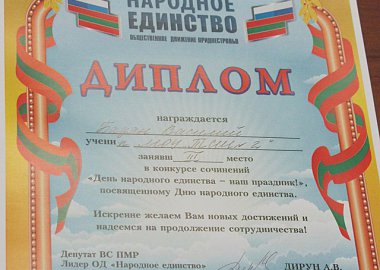 НАРОДНОЕ
ЕДИНСТВО
ОБЩЕСТВЕННОЕ ДВИЖЕНИЕ ПРИДНЕСТРОВЬЯ
ДИПЛОМ
награждается
Василий
учени
занявш III место
в конкурсе сочинений
«День народного единства – наш праздник!»,
посвященному Дню народного единства.
Искренне желаем Вам новых достижений и
надеемся на продолжение сотрудничества!
Депутат ВС ПМР
Лидер ОД «Народное единство»
ДИРУН А.В.